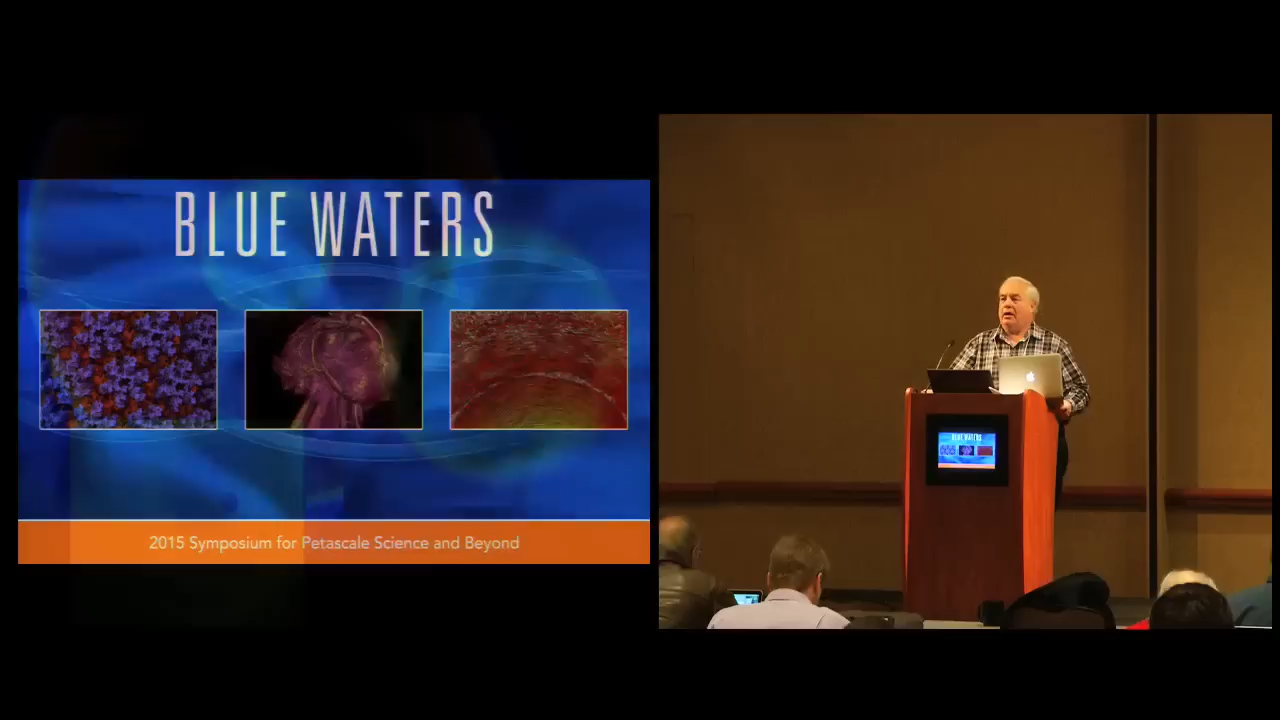 BLUE WATERS
2015 Symposium for Petascale Science and Beyond
BLUE WATERS